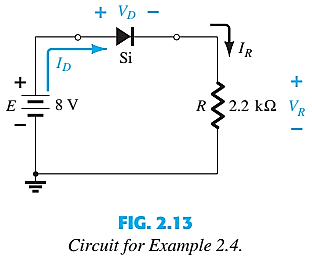 + V_D −
I_D
Si
I_R
+
E
8 V
−
R
2.2 kΩ
+
V_R
−
FIG. 2.13
Circuit for Example 2.4.